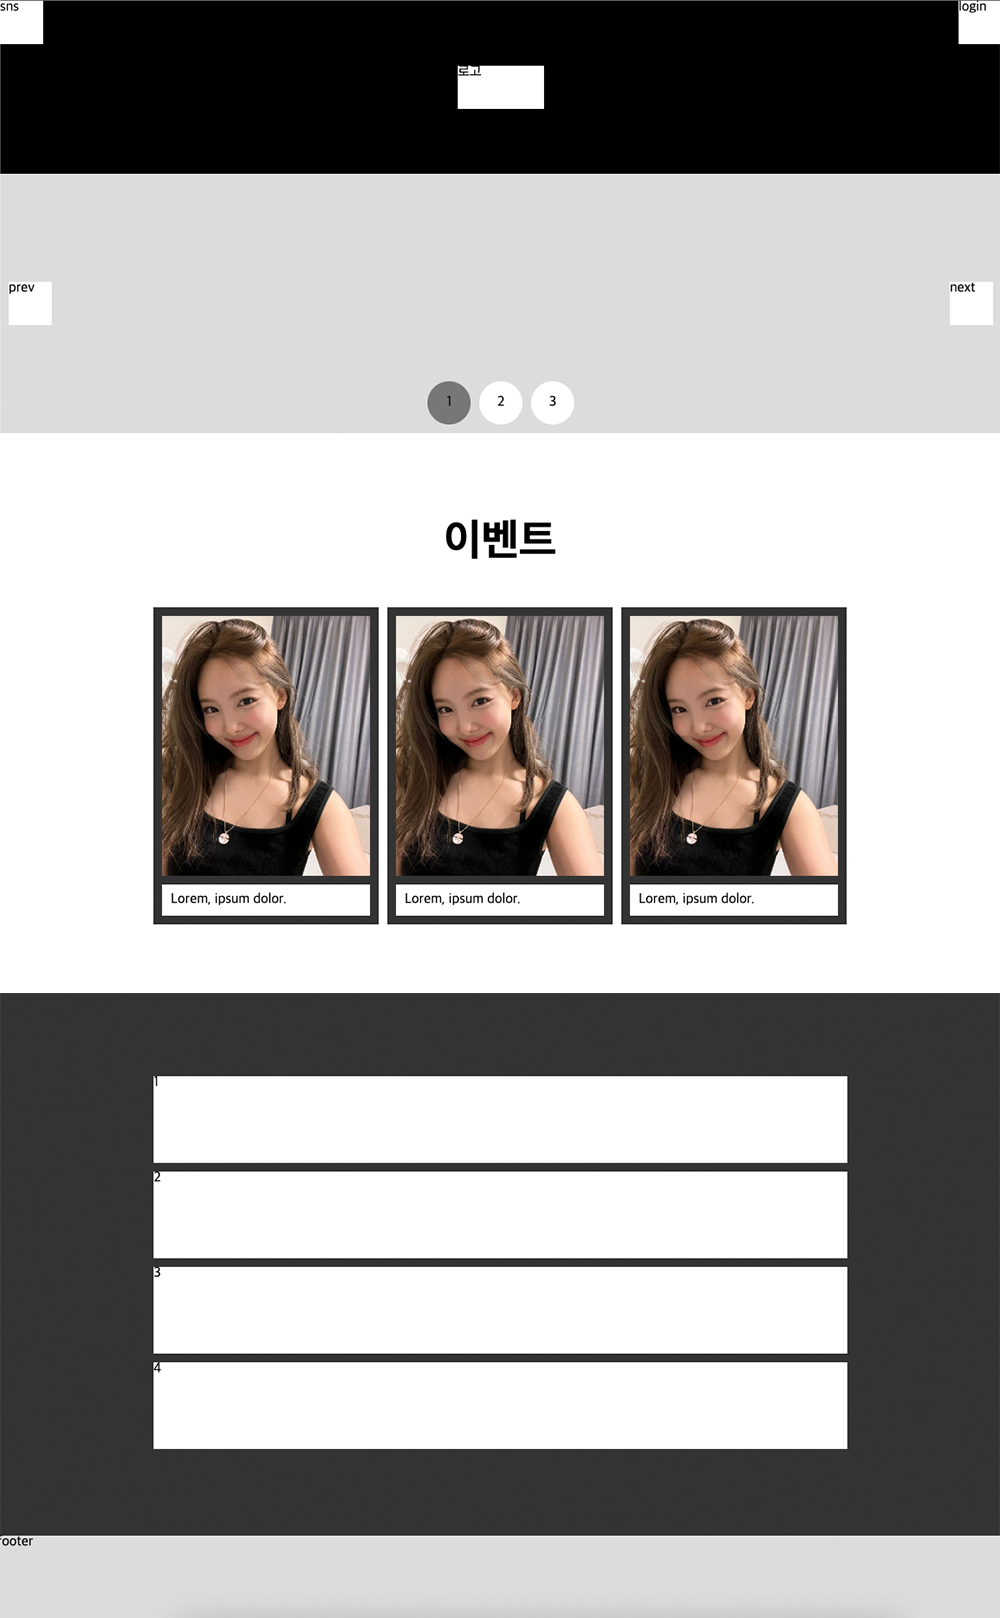 sns
login
로고
prev
next
1
2
3
이벤트
Lorem, ipsum dolor.
Lorem, ipsum dolor.
Lorem, ipsum dolor.
1
2
3
4
footer